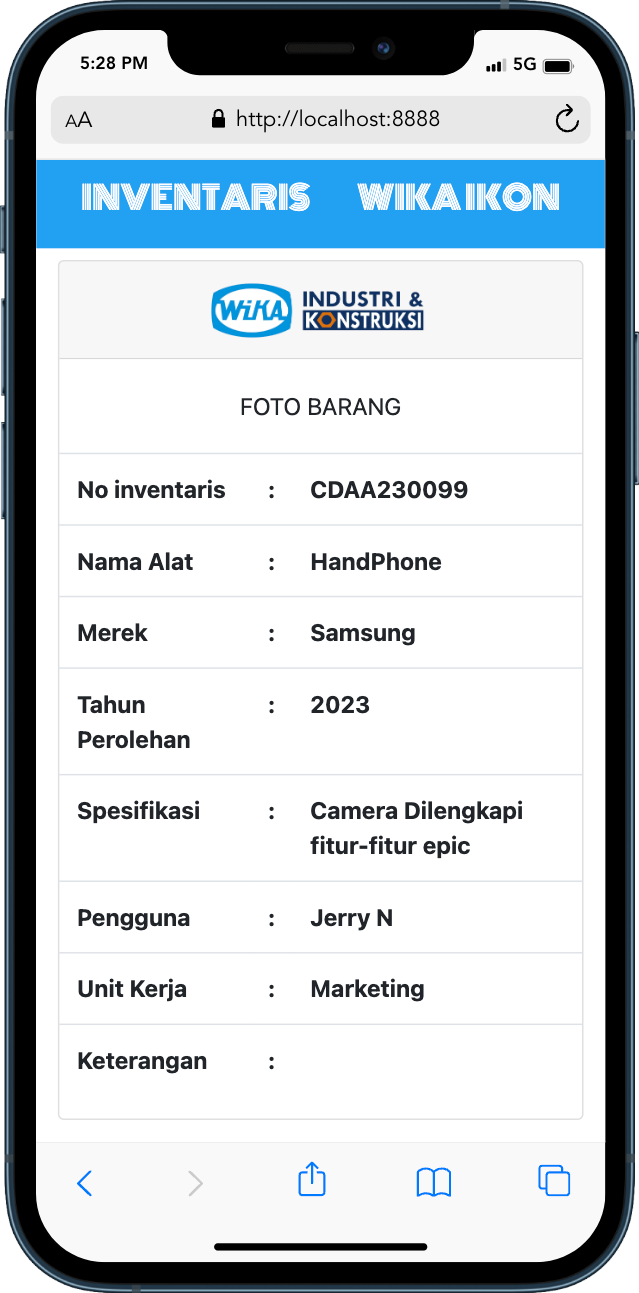 5:28 PM 5G
AA http://localhost:8888
INVENTARIS WIKA IKON
WIKA INDUSTRI &
KONSTRUKSI
FOTO BARANG
No inventaris : CDAA230099
Nama Alat : HandPhone
Merek : Samsung
Tahun : 2023
Perolehan
Spesifikasi : Camera Dilengkapi
fitur-fitur epic
Pengguna : Jerry N
Unit Kerja : Marketing
Keterangan :